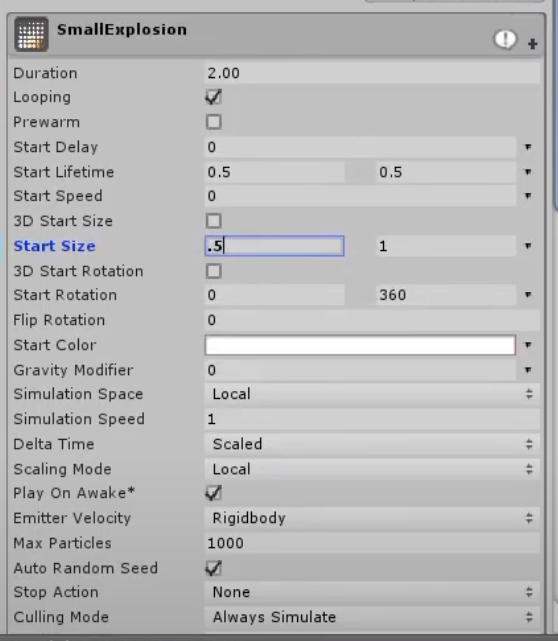 SmallExplosion
Duration 2.00
Looping
Prewarm
Start Delay 0
Start Lifetime 0.5 0.5
Start Speed 0
3D Start Size
Start Size .5 1
3D Start Rotation
Start Rotation 0 360
Flip Rotation 0
Start Color
Gravity Modifier 0
Simulation Space Local
Simulation Speed 1
Delta Time Scaled
Scaling Mode Local
Play On Awake*
Emitter Velocity Rigidbody
Max Particles 1000
Auto Random Seed
Stop Action None
Culling Mode Always Simulate